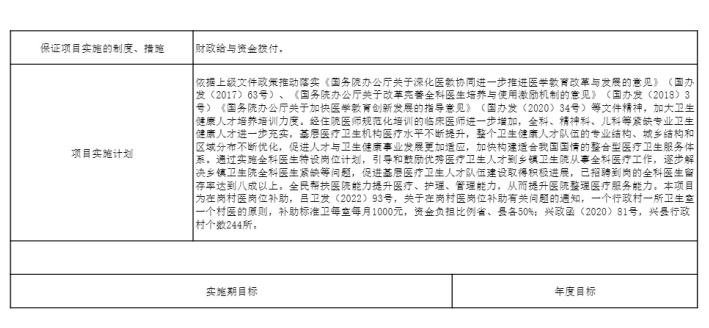 保证项目实施的制度、措施
财政给与资金拨付。
项目实施计划
依据上级文件政策推动落实《国务院办公厅关于深化医教协同进一步推进医学教育改革与发展的意见》（国办
发〔2017〕63号）、《国务院办公厅关于改革完善全科医生培养与使用激励机制的意见》（国办发〔2018〕3
号）《国务院办公厅关于加快医学教育创新发展的指导意见》（国办发〔2020〕34号）等文件精神，加大卫生
健康人才培养培训力度。经住院医师规范化培训的临床医师进一步增加，全科、精神科、儿科等紧缺专业卫生
健康人才进一步充实，基层医疗卫生机构医疗水平不断提升，整个卫生健康人才队伍的专业结构、城乡结构和
区域分布不断优化，促进人才与卫生健康事业发展更加适应，加快构建适合我国国情的整合型医疗卫生服务体
系。通过实施全科医生特设岗位计划，引导和鼓励优秀医疗卫生人才到乡镇卫生院从事全科医疗工作，逐步解
决乡镇卫生院全科医生紧缺等问题，促进基层医疗卫生人才队伍建设取得积极进展，已招聘到岗的全科医生留
存率达到八成以上。全民帮扶医院能力提升医疗、护理、管理能力，从而提升医院整理医疗服务能力。本项目
为在岗村医岗位补助，吕卫发〔2022〕93号，关于在岗村医岗位补助有关问题的通知，一个行政村一所卫生室
一个村医的原则，补助标准卫每室每月1000元，资金负担比例省、县各50%；兴政函〔2020〕81号，兴县行政
村个数244所。
实施期目标
年度目标